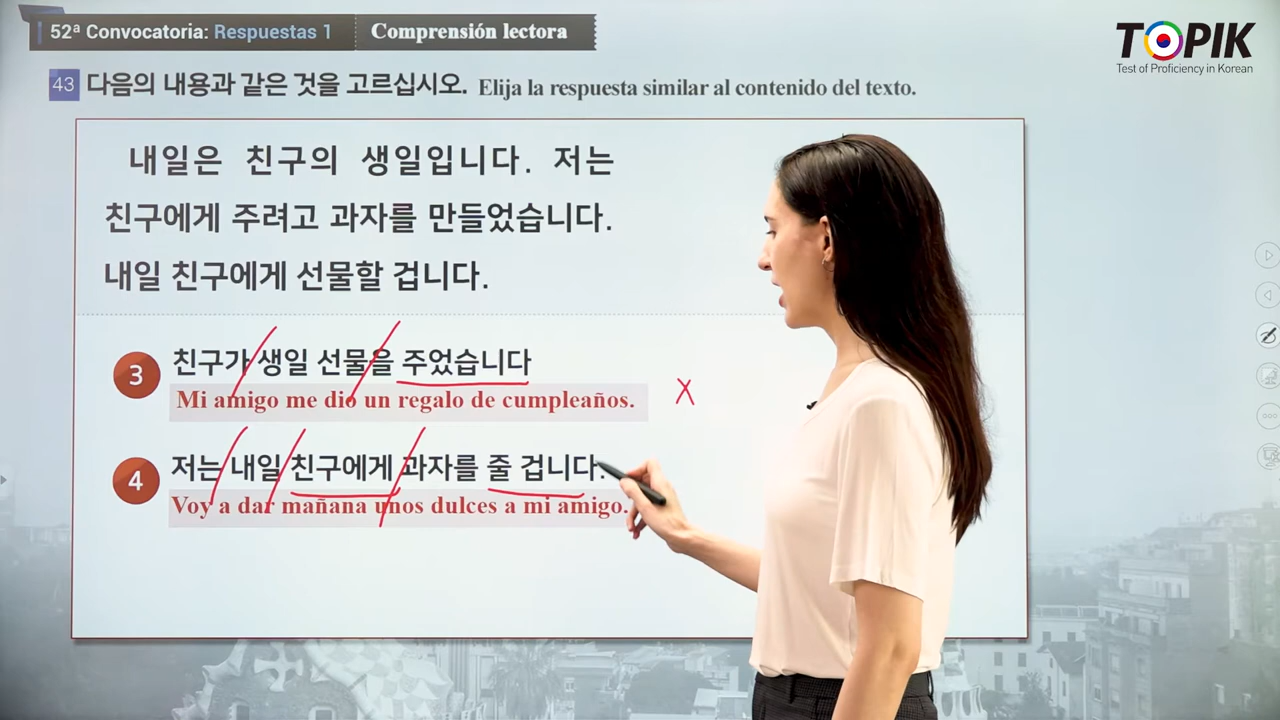 52ª Convocatoria: Respuestas 1 Comprensión lectora
TOPIK
Test of Proficiency in Korean
43 다음의 내용과 같은 것을 고르십시오. Elija la respuesta similar al contenido del texto.
내일은 친구의 생일입니다. 저는
친구에게 주려고 과자를 만들었습니다.
내일 친구에게 선물할 겁니다.
3 친구가 생일 선물을 주었습니다
Mi amigo me dio un regalo de cumpleaños. X
4 저는 내일 친구에게 과자를 줄 겁니다.
Voy a dar mañana unos dulces a mi amigo.